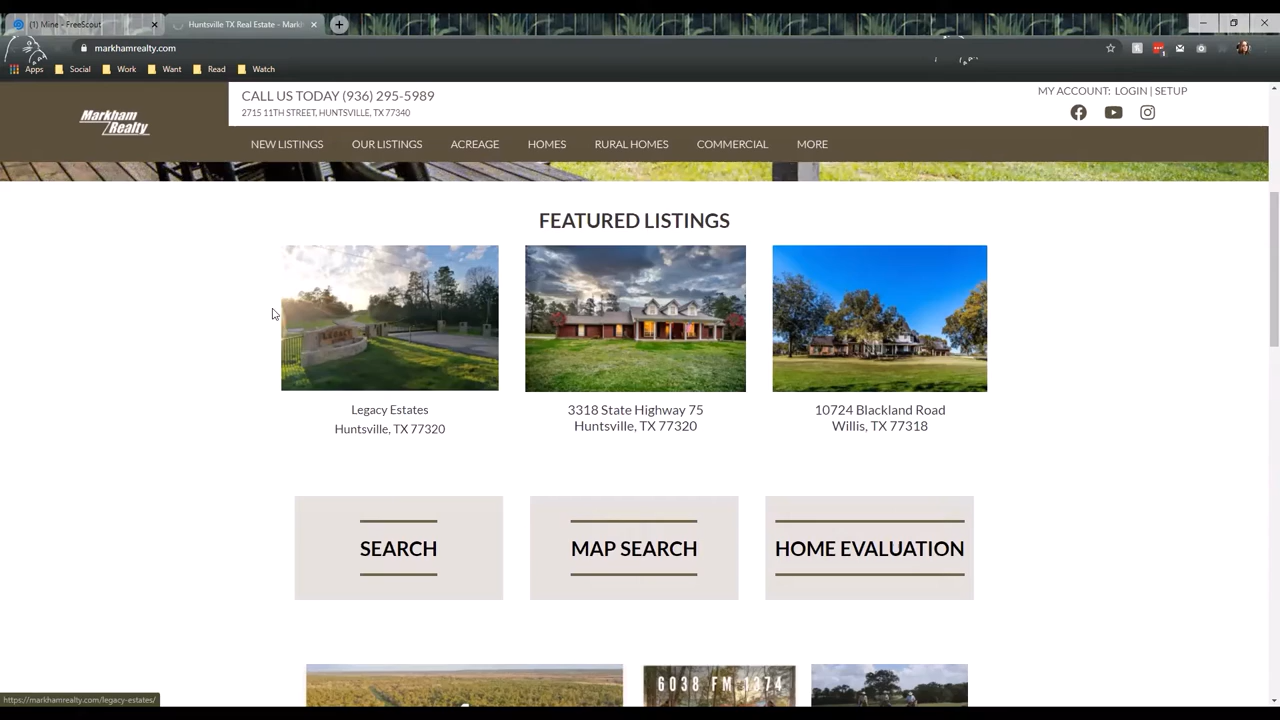 (1) Mine - FreeScout
Huntsville TX Real Estate - Markh
markhamrealty.com
Apps
Social
Work
Want
Read
Watch
Markham
Realty
CALL US TODAY (936) 295-5989
2715 11TH STREET, HUNTSVILLE, TX 77340
MY ACCOUNT: LOGIN | SETUP
NEW LISTINGS
OUR LISTINGS
ACREAGE
HOMES
RURAL HOMES
COMMERCIAL
MORE
FEATURED LISTINGS
LEGACY
Legacy Estates
Huntsville, TX 77320
3318 State Highway 75
Huntsville, TX 77320
10724 Blackland Road
Willis, TX 77318
SEARCH
MAP SEARCH
HOME EVALUATION
6038 FM 1374
https://markhamrealty.com/legacy-estates/